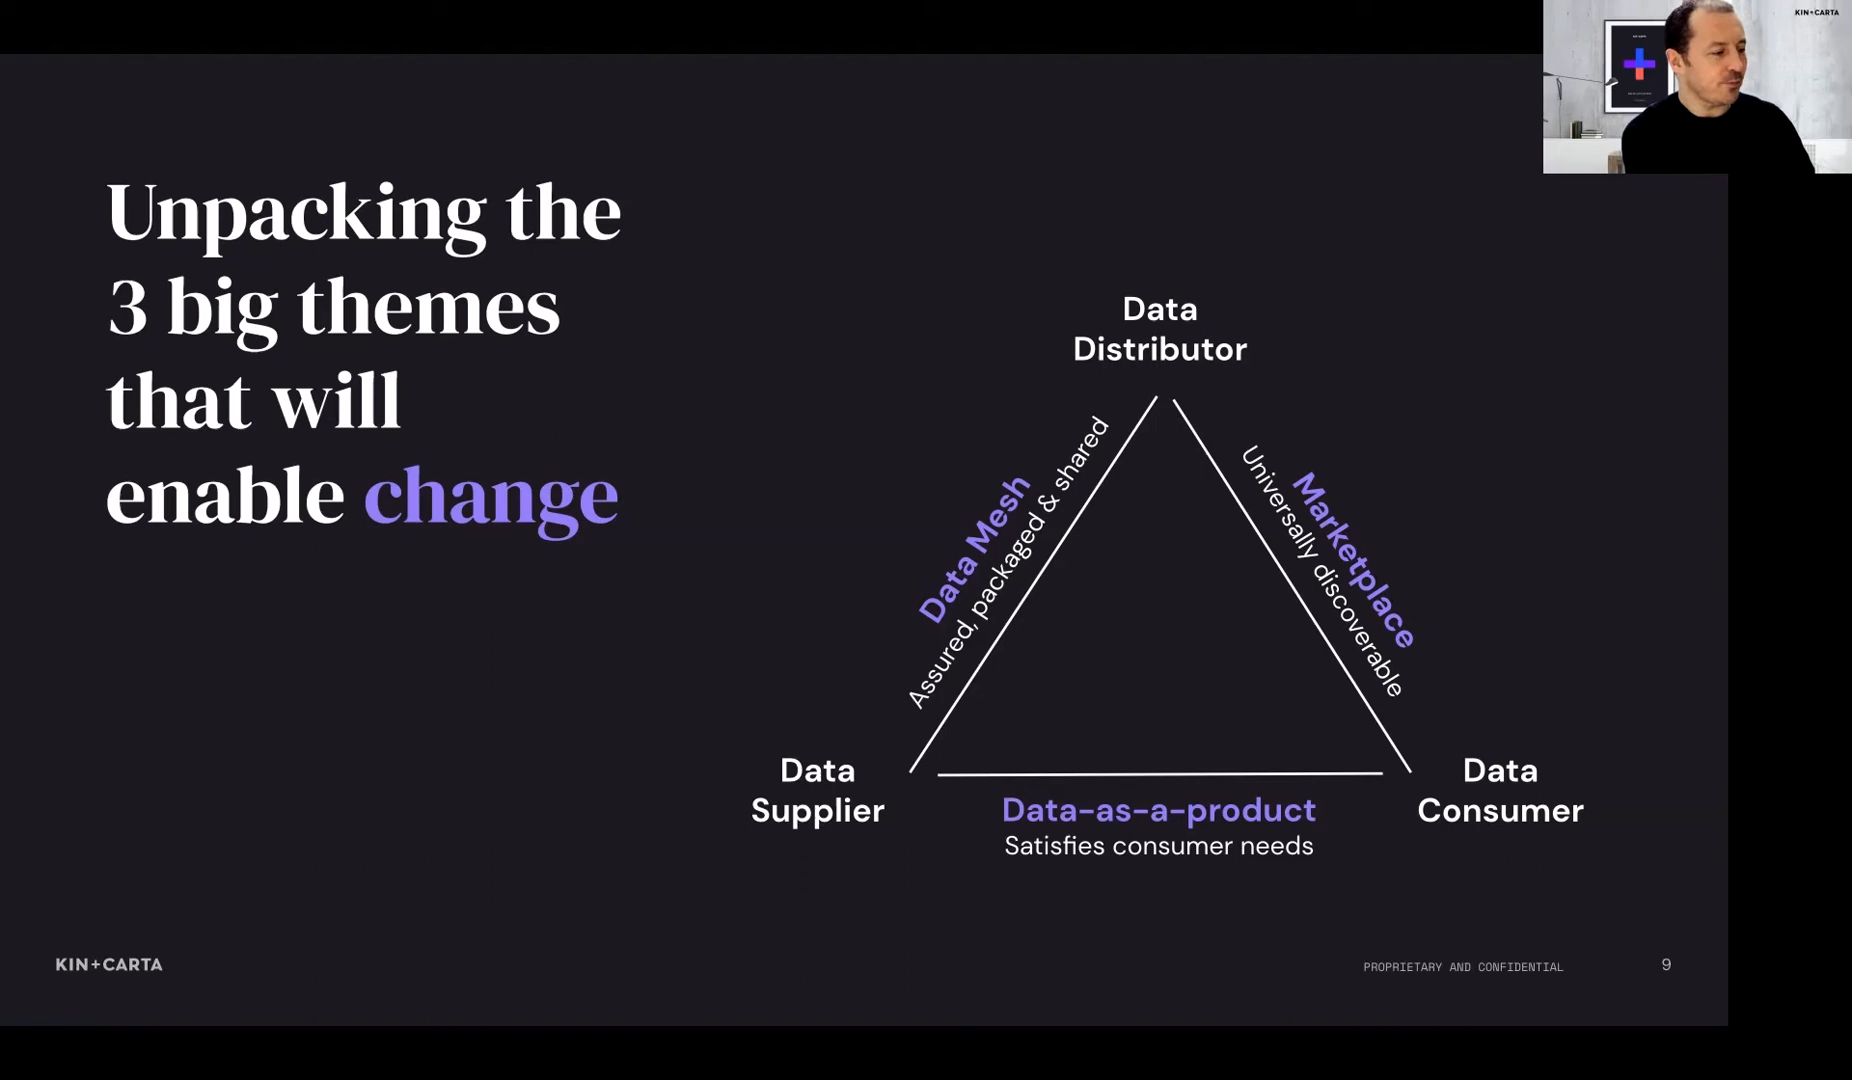 KIN+CARTA
Unpacking the
3 big themes
that will
enable change
Data
Distributor
Data Mesh
Assured, packaged & shared
Marketplace
Universally discoverable
Data
Supplier
Data
Consumer
Data-as-a-product
Satisfies consumer needs
KIN+CARTA
PROPRIETARY AND CONFIDENTIAL
9